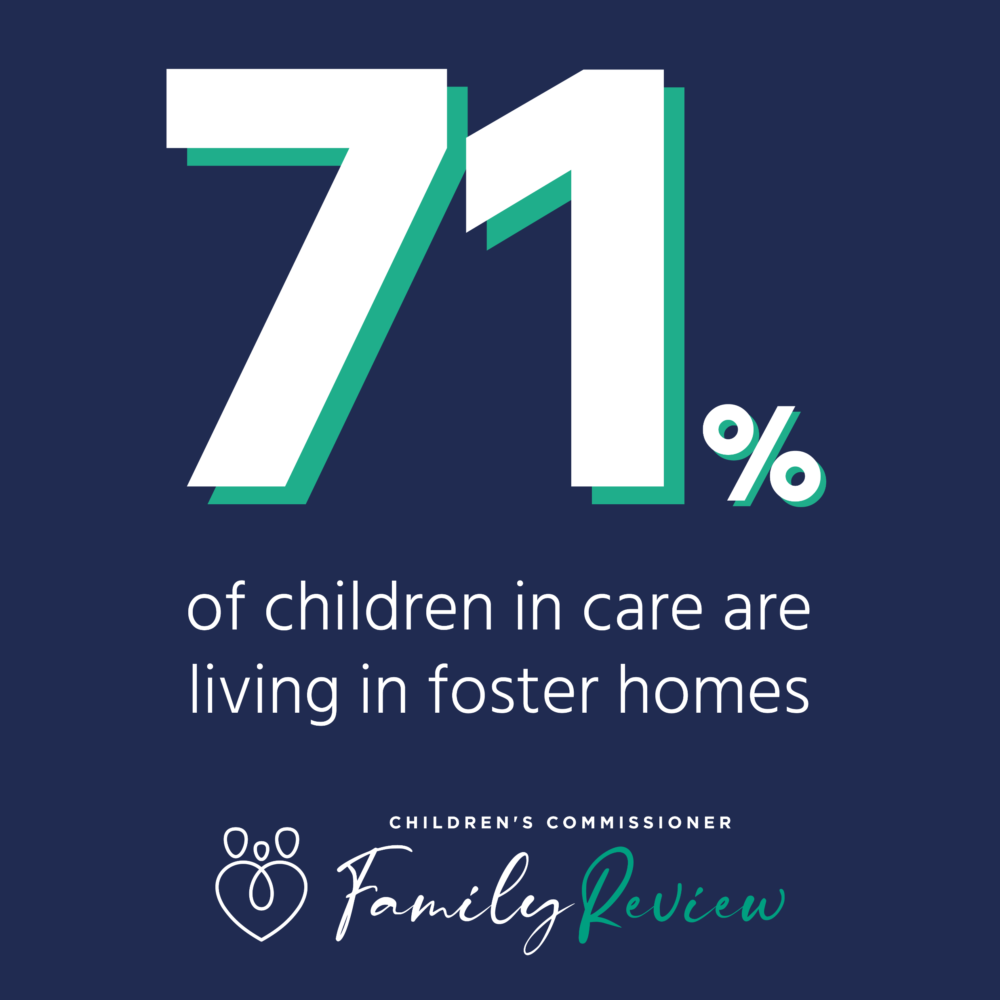 71%
of children in care are
living in foster homes
CHILDREN'S COMMISSIONER
Family Review